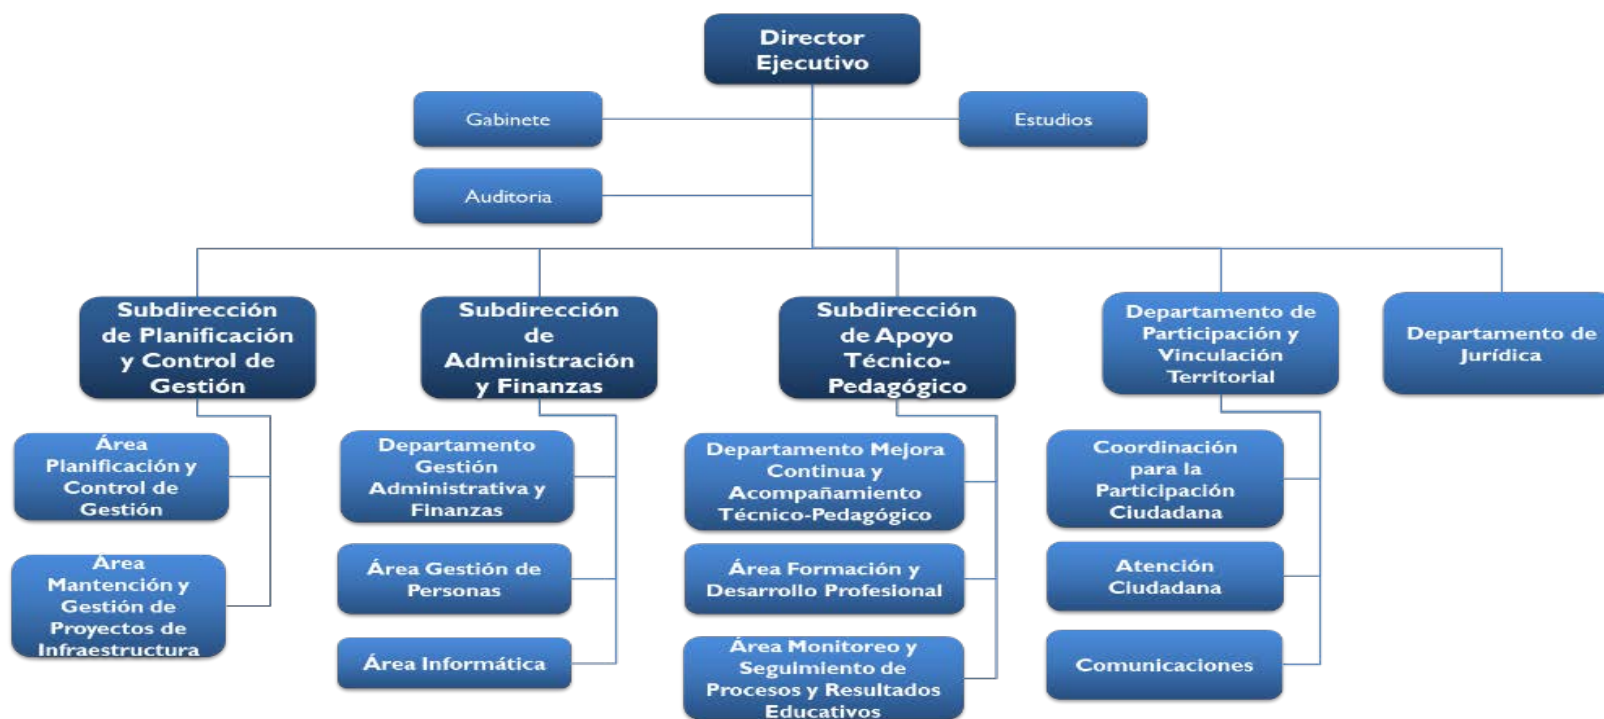 Director
Ejecutivo
Gabinete
Estudios
Auditoria
Subdirección
de Planificación
y Control de
Gestión
Subdirección
de
Administración
y Finanzas
Subdirección
de Apoyo
Técnico-
Pedagógico
Departamento de
Participación y
Vinculación
Territorial
Departamento de
Jurídica
Área
Planificación y
Control de
Gestión
Área
Mantención y
Gestión de
Proyectos de
Infraestructura
Departamento
Gestión
Administrativa y
Finanzas
Área Gestión de
Personas
Área Informática
Departamento Mejora
Continua y
Acompañamiento
Técnico-Pedagógico
Área Formación y
Desarrollo Profesional
Área Monitoreo y
Seguimiento de
Procesos y Resultados
Educativos
Coordinación
para la
Participación
Ciudadana
Atención
Ciudadana
Comunicaciones